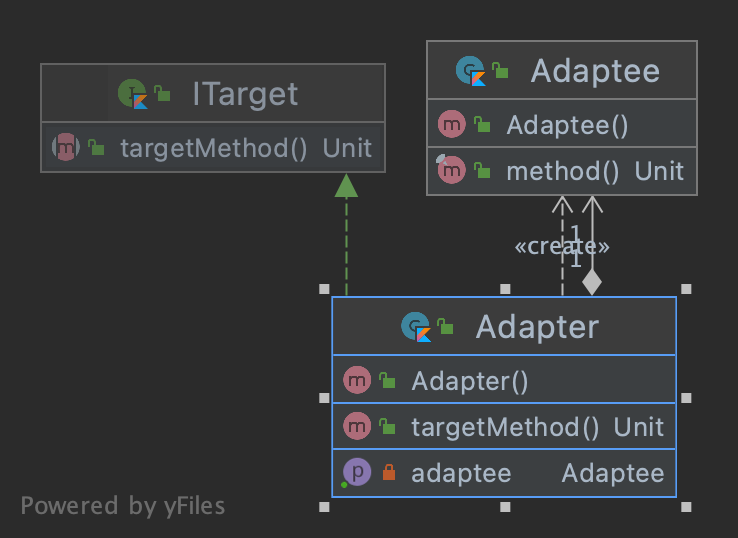 ITarget
targetMethod() Unit
Adaptee
Adaptee()
method() Unit
«create»
1
1
Adapter
Adapter()
targetMethod() Unit
adaptee Adaptee
Powered by yFiles